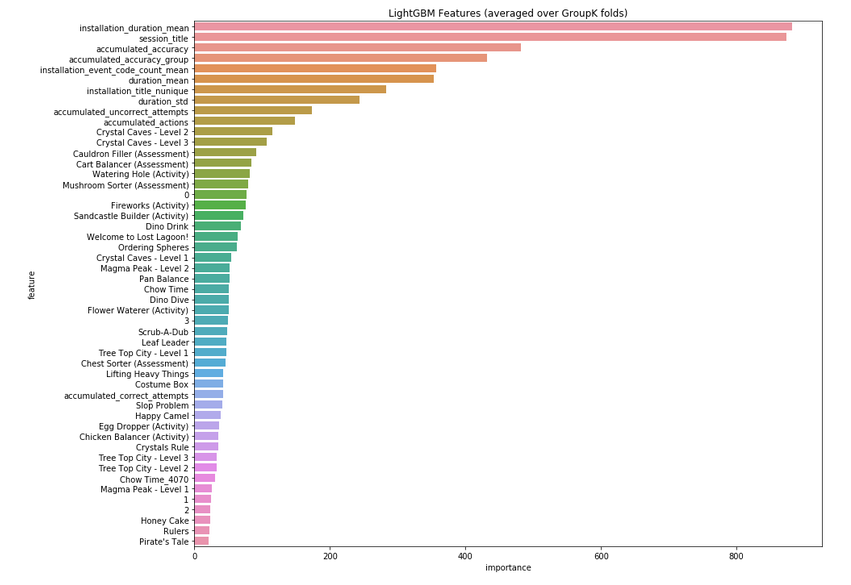 LightGBM Features (averaged over GroupK folds)
installation_duration_mean
session_title
accumulated_accuracy
accumulated_accuracy_group
installation_event_code_count_mean
duration_mean
installation_title_nunique
duration_std
accumulated_uncorrect_attempts
accumulated_actions
Crystal Caves - Level 2
Crystal Caves - Level 3
Cauldron Filler (Assessment)
Cart Balancer (Assessment)
Watering Hole (Activity)
Mushroom Sorter (Assessment)
0
Fireworks (Activity)
Sandcastle Builder (Activity)
Dino Drink
Welcome to Lost Lagoon!
Ordering Spheres
Crystal Caves - Level 1
Magma Peak - Level 2
Pan Balance
Chow Time
Dino Dive
Flower Waterer (Activity)
3
Scrub-A-Dub
Leaf Leader
Tree Top City - Level 1
Chest Sorter (Assessment)
Lifting Heavy Things
Costume Box
accumulated_correct_attempts
Slop Problem
Happy Camel
Egg Dropper (Activity)
Chicken Balancer (Activity)
Crystals Rule
Tree Top City - Level 3
Tree Top City - Level 2
Chow Time_4070
Magma Peak - Level 1
1
2
Honey Cake
Rulers
Pirate's Tale
feature
0 200 400 600 800
importance